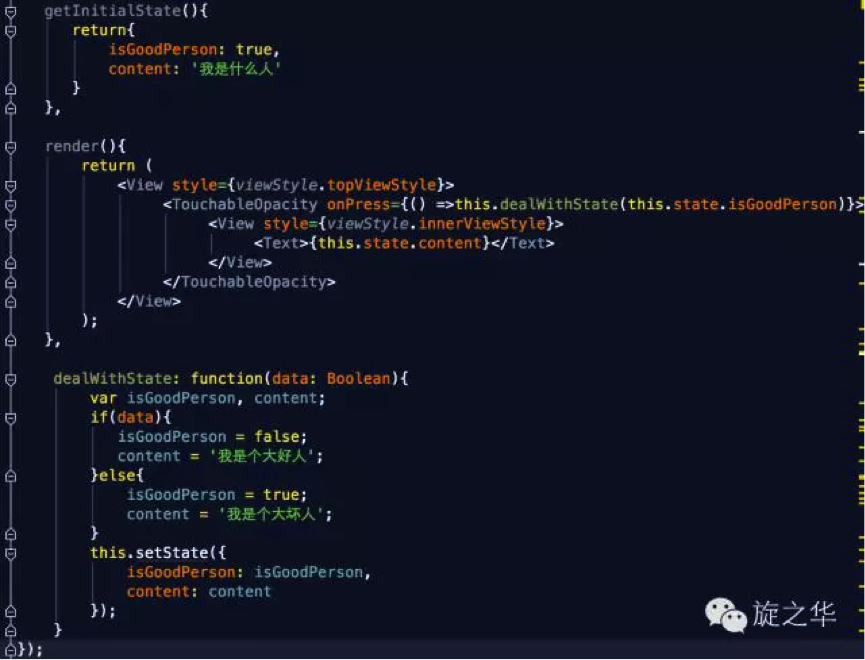 getInitialState(){
return{
isGoodPerson: true,
content: '我是什么人'
}
},
render(){
return (
<View style={viewStyle.topViewStyle}>
<TouchableOpacity onPress={() =>this.dealWithState(this.state.isGoodPerson)}>
<View style={viewStyle.innerViewStyle}>
<Text>{this.state.content}</Text>
</View>
</TouchableOpacity>
</View>
);
},
dealWithState: function(data: Boolean){
var isGoodPerson, content;
if(data){
isGoodPerson = false;
content = '我是个大好人';
}else{
isGoodPerson = true;
content = '我是个大坏人';
}
this.setState({
isGoodPerson: isGoodPerson,
content: content
});
}
});
旋之华